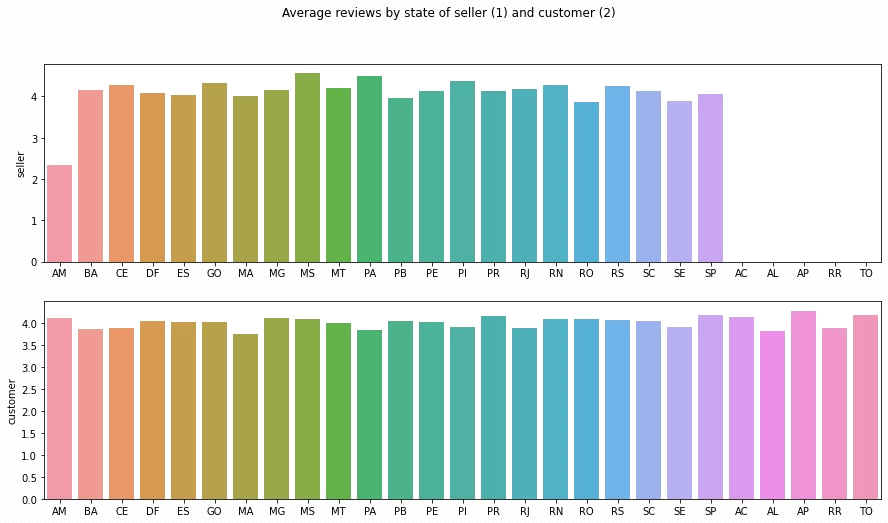 Average reviews by state of seller (1) and customer (2)
seller
4
3
2
1
0
AM BA CE DF ES GO MA MG MS MT PA PB PE PI PR RJ RN RO RS SC SE SP AC AL AP RR TO
customer
4.0
3.5
3.0
2.5
2.0
1.5
1.0
0.5
0.0
AM BA CE DF ES GO MA MG MS MT PA PB PE PI PR RJ RN RO RS SC SE SP AC AL AP RR TO